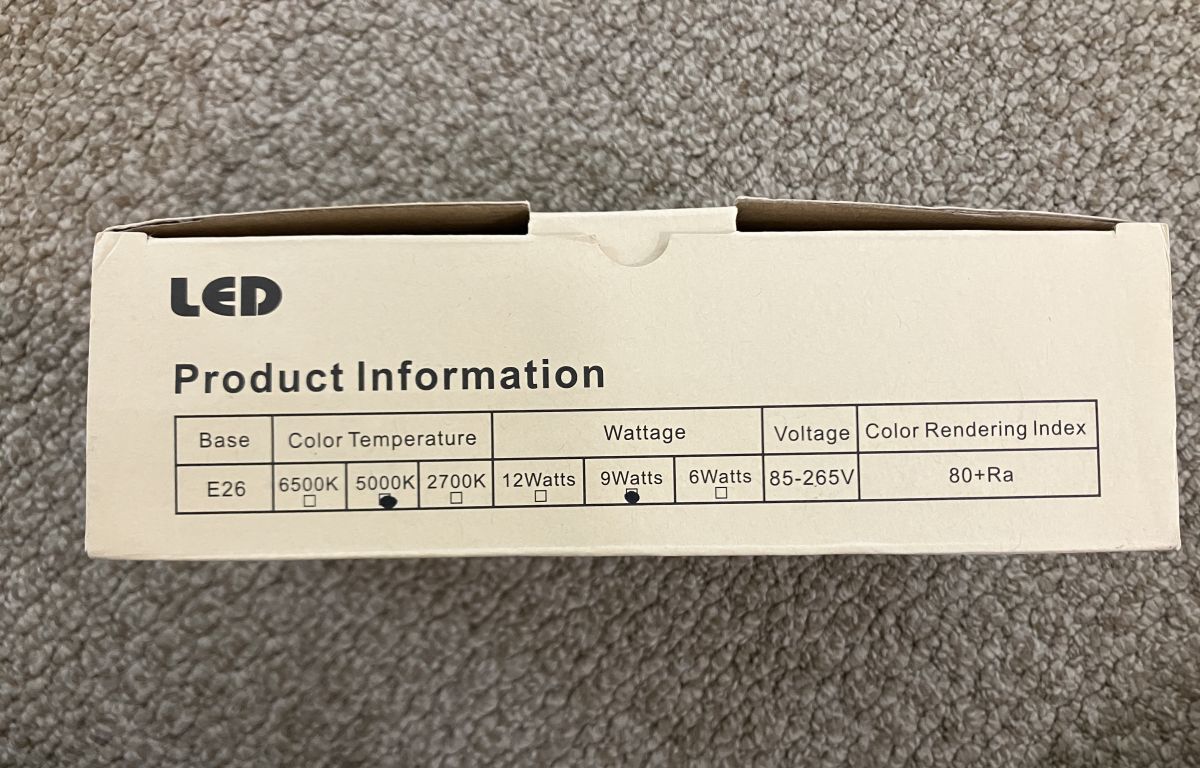 LED
Product Information
Base Color Temperature Wattage Voltage Color Rendering Index
E26 6500K 5000K 2700K 12Watts 9Watts 6Watts 85-265V 80+Ra